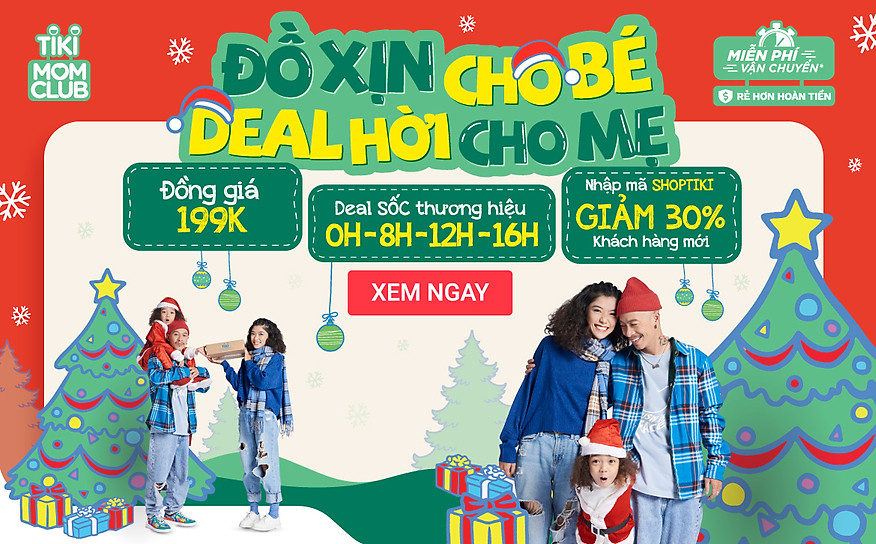 TIKI
MOM
CLUB
ĐỒ XỊN CHO BÉ
DEAL HỜI CHO MẸ
MIỄN PHÍ
VẬN CHUYỂN*
RẺ HƠN HOÀN TIỀN
Đồng giá
199K
Deal SỐC thương hiệu
0H-8H-12H-16H
Nhập mã SHOPTIKI
GIẢM 30%
Khách hàng mới
XEM NGAY